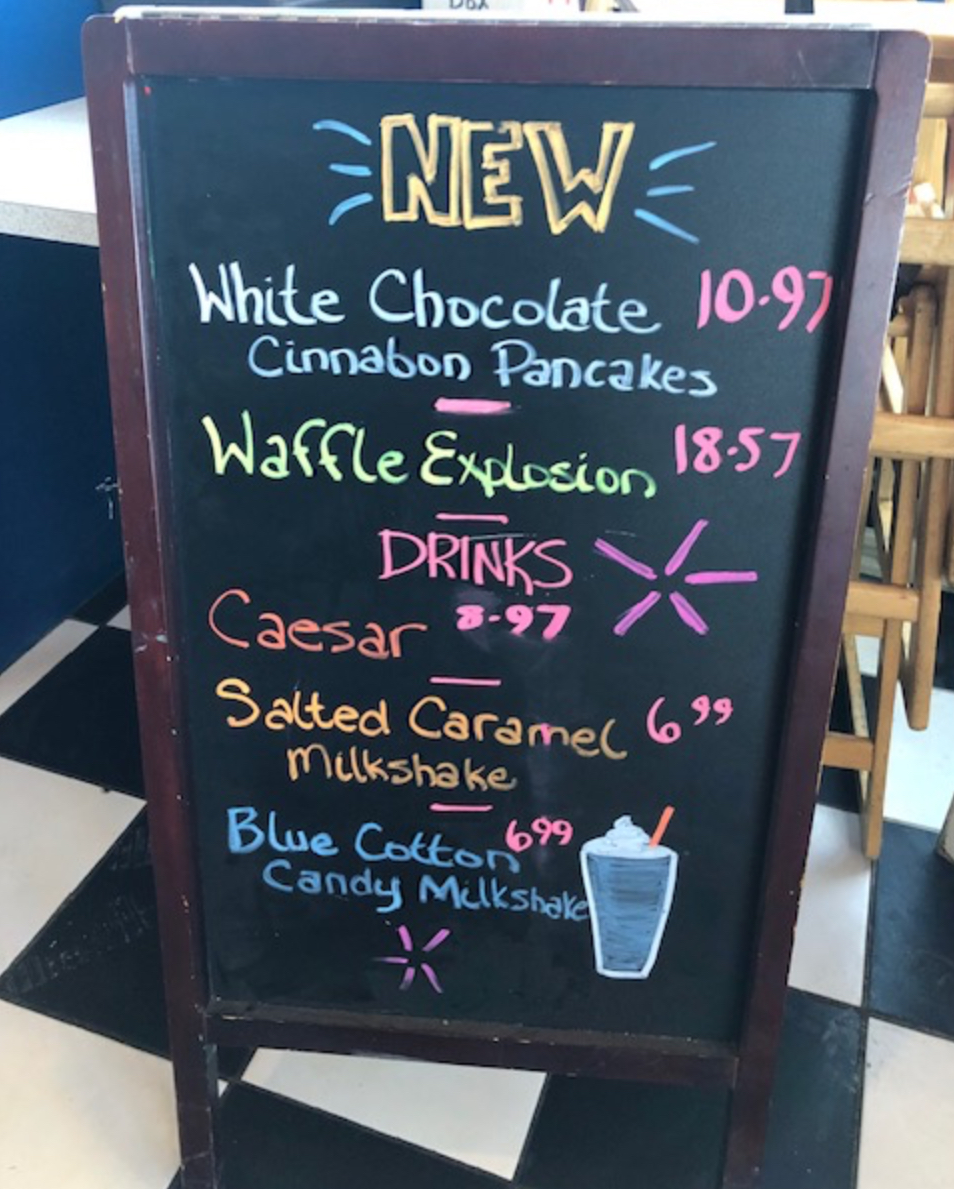 NEW
White Chocolate 10.97
Cinnabon Pancakes
Waffle Explosion 18.57
DRINKS
Caesar 8.97
Salted Caramel 6 99
Milkshake
Blue Cotton 6 99
Candy Milkshake